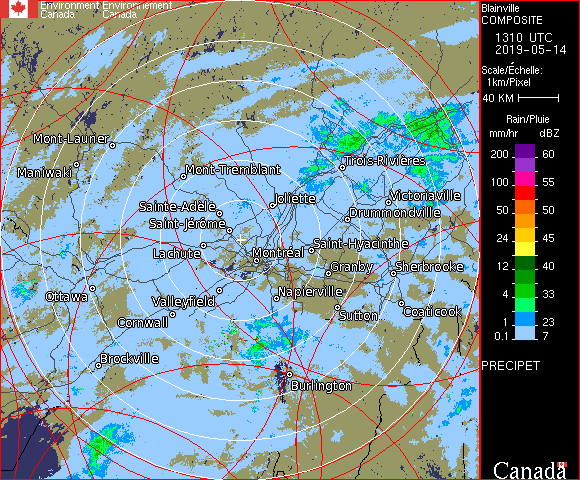 Environment Environnement
Canada Canada
Blainville
COMPOSITE
1310 UTC
2019-05-14
Scale/Échelle:
1km/Pixel
40 KM
Rain/Pluie
mm/hr dBZ
200 60
100 55
50 50
24 45
12 40
4 33
1 23
0.1 7
PRECIPET
Canada
Mont-Laurier
Maniwaki
Mont-Tremblant
Trois-Rivières
Sainte-Adèle
Joliette
Victoriaville
Saint-Jérôme
Drummondville
Lachute
Montréal
Saint-Hyacinthe
Granby
Sherbrooke
Ottawa
Valleyfield
Napierville
Cornwall
Sutton
Coaticook
Brockville
Burlington